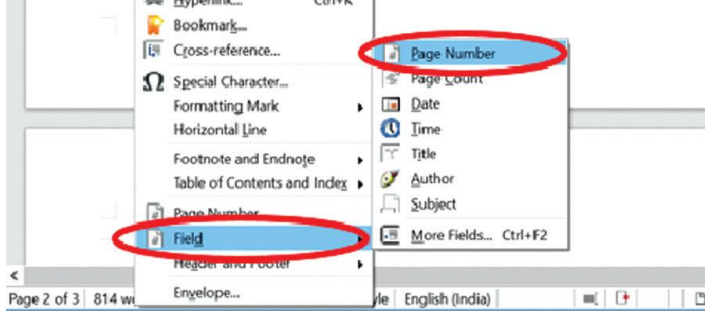 Hyperlink... Ctrl+K
Bookmark...
Cross-reference...
Special Character...
Formatting Mark
Horizontal Line
Footnote and Endnote
Table of Contents and Index
Page Number
Field
Header and Footer
Envelope...
Page Number
Page Count
Date
Time
Title
Author
Subject
More Fields... Ctrl+F2
Page 2 of 3 814
English (India)